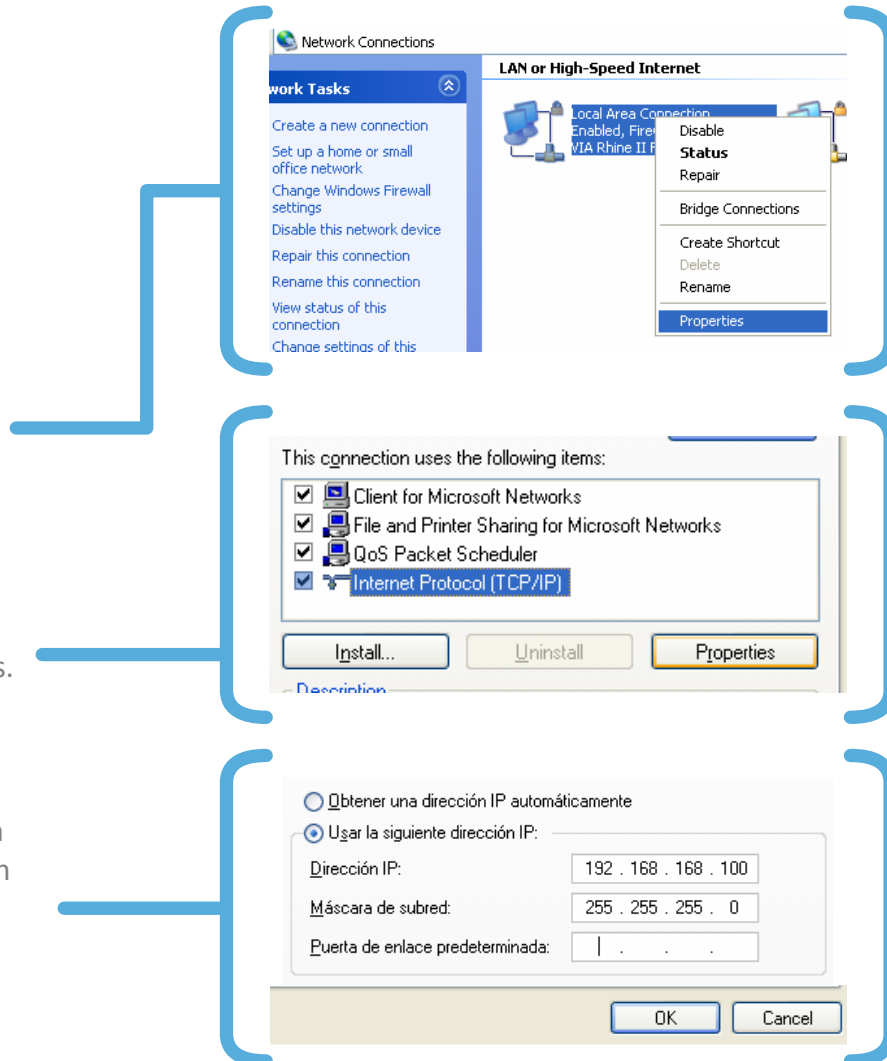 Network Connections
LAN or High-Speed Internet
work Tasks
Create a new connection
Set up a home or small
office network
Change Windows Firewall
settings
Disable this network device
Repair this connection
Rename this connection
View status of this
connection
Change settings of this
Local Area Connection
Enabled, Fire
VIA Rhine II F
Disable
Status
Repair
Bridge Connections
Create Shortcut
Delete
Rename
Properties
This connection uses the following items:
Client for Microsoft Networks
File and Printer Sharing for Microsoft Networks
QoS Packet Scheduler
Internet Protocol (TCP/IP)
Install... Uninstall Properties
Description
s.
n
n
Obtener una dirección IP automáticamente
Usar la siguiente dirección IP:
Dirección IP: 192 . 168 . 168 . 100
Máscara de subred: 255 . 255 . 255 . 0
Puerta de enlace predeterminada: . . .
OK Cancel